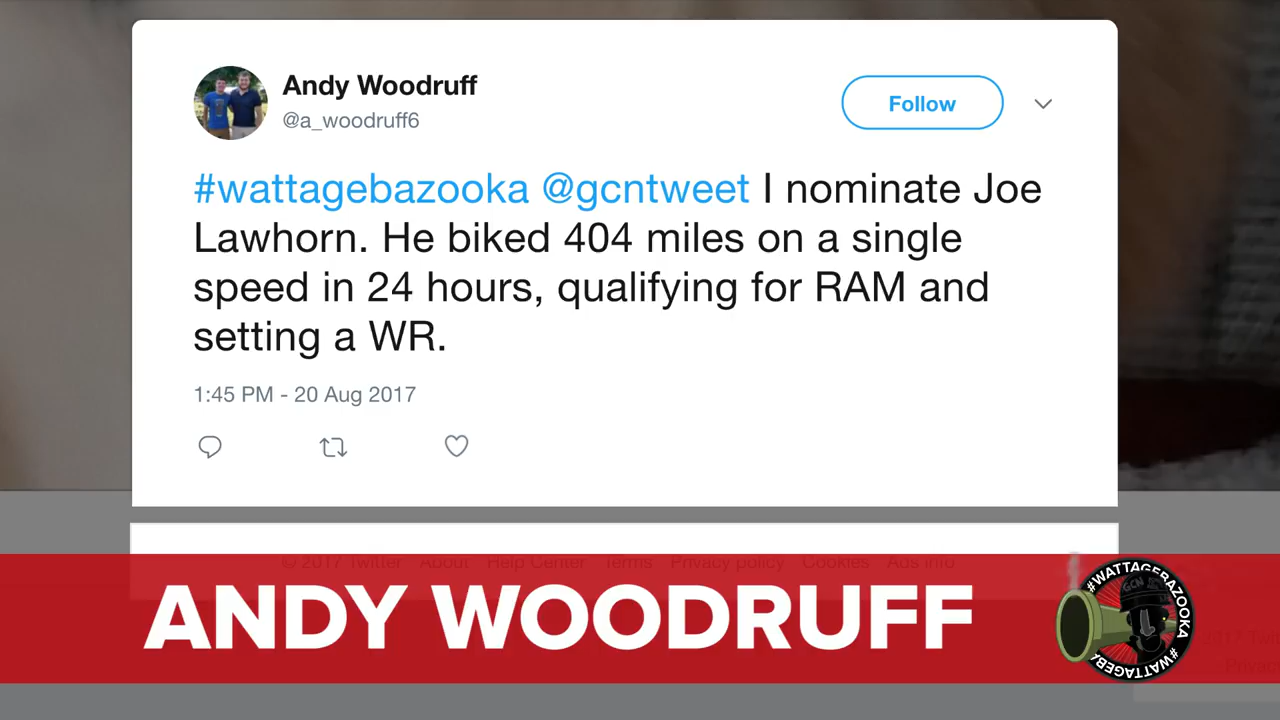 Andy Woodruff
@a_woodruff6
Follow
#wattagebazooka @gcntweet I nominate Joe
Lawhorn. He biked 404 miles on a single
speed in 24 hours, qualifying for RAM and
setting a WR.
1:45 PM - 20 Aug 2017
© 2017 Twitter About Help Center Terms Privacy policy Cookies Ads info
ANDY WOODRUFF
#WATTAGEBAZOOKA
GCN